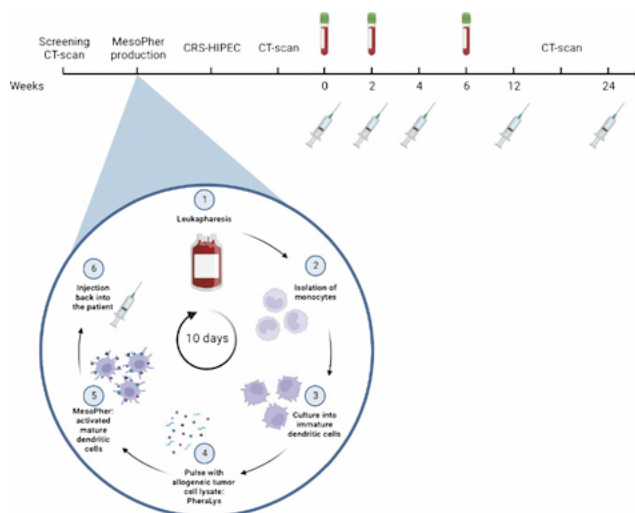 Screening
CT-scan
MesoPher
production
CRS-HIPEC
CT-scan
CT-scan
Weeks
0
2
4
6
12
24
1
Leukapharesis
2
Isolation of
monocytes
3
Culture into
immature
dendritic cells
4
Pulse with
allogeneic tumor
cell lysate:
PheraLys
5
MesoPher:
activated
mature
dendritic
cells
6
Injection
back into
the patient
10 days